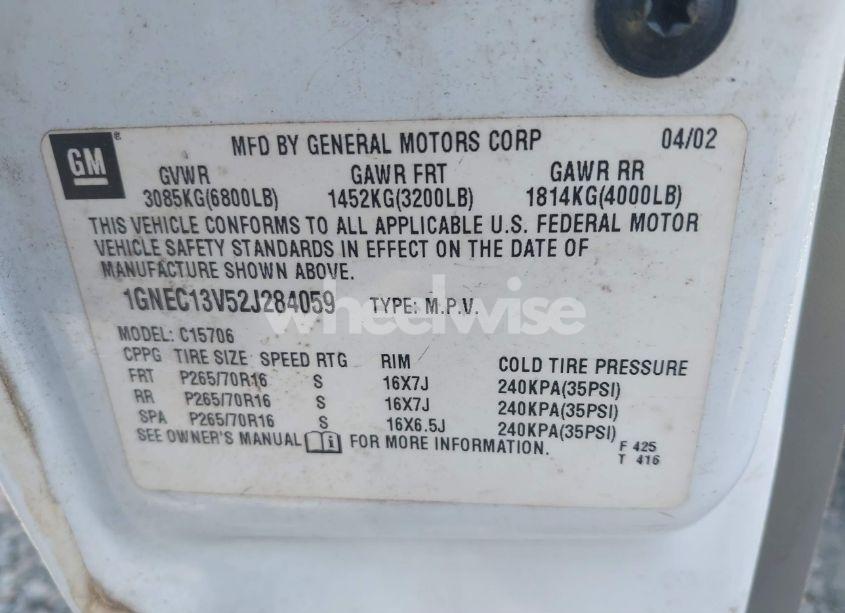 GM ®
MFD BY GENERAL MOTORS CORP 04/02
GVWR GAWR FRT GAWR RR
3085KG(6800LB) 1452KG(3200LB) 1814KG(4000LB)
THIS VEHICLE CONFORMS TO ALL APPLICABLE U.S. FEDERAL MOTOR
VEHICLE SAFETY STANDARDS IN EFFECT ON THE DATE OF
MANUFACTURE SHOWN ABOVE.
1GNEC13V52J284059 TYPE: M.P.V.
wheelwise
MODEL: C15706
CPPG TIRE SIZE SPEED RTG RIM COLD TIRE PRESSURE
FRT P265/70R16 S 16X7J 240KPA(35PSI)
RR P265/70R16 S 16X7J 240KPA(35PSI)
SPA P265/70R16 S 16X6.5J 240KPA(35PSI)
SEE OWNER'S MANUAL FOR MORE INFORMATION.
F 425
T 416